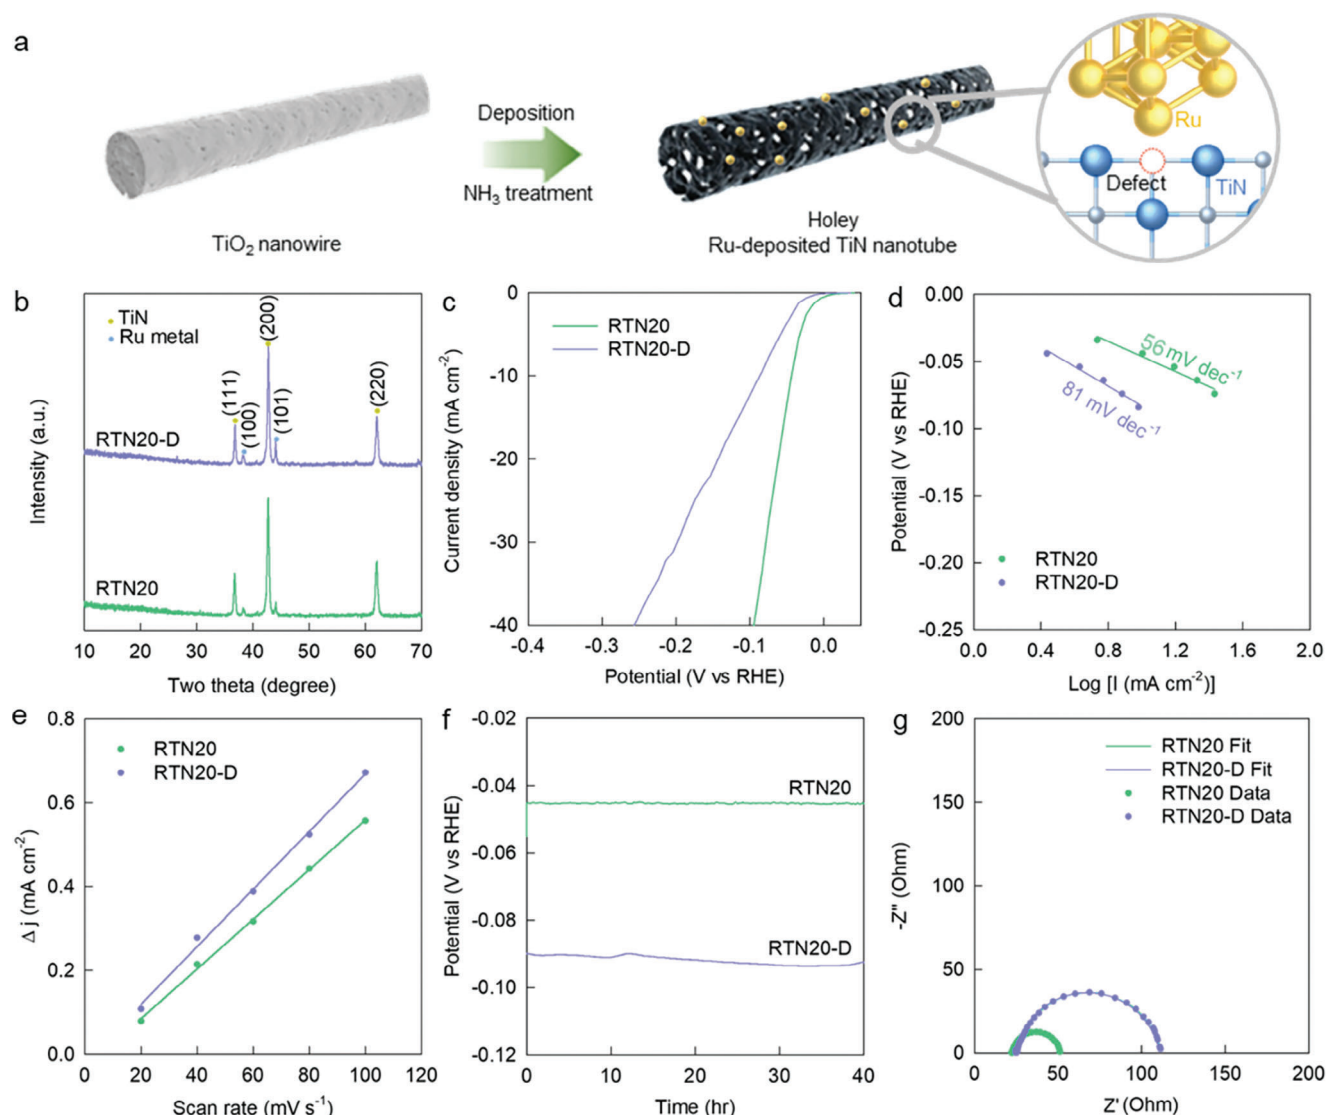 a
Deposition
NH₃ treatment
TiO₂ nanowire
Holey
Ru-deposited TiN nanotube
Ru
Defect
TiN
b
TiN
Ru metal
(111)
(100)
(200)
(101)
(220)
RTN20-D
RTN20
Intensity (a.u.)
10 20 30 40 50 60 70
Two theta (degree)
c
RTN20
RTN20-D
Current density (mA cm⁻²)
0
-10
-20
-30
-40
-0.4 -0.3 -0.2 -0.1 0.0
Potential (V vs RHE)
d
Potential (V vs RHE)
0.00
-0.05
-0.10
-0.15
-0.20
-0.25
56 mV dec⁻¹
81 mV dec⁻¹
RTN20
RTN20-D
0.0 0.4 0.8 1.2 1.6 2.0
Log [I (mA cm⁻²)]
e
RTN20
RTN20-D
Δ j (mA cm⁻²)
0.8
0.6
0.4
0.2
0.0
0 20 40 60 80 100 120
Scan rate (mV s⁻¹)
f
Potential (V vs RHE)
-0.02
-0.04
-0.06
-0.08
-0.10
-0.12
RTN20
RTN20-D
0 10 20 30 40
Time (hr)
g
-Z" (Ohm)
200
150
100
50
0
RTN20 Fit
RTN20-D Fit
RTN20 Data
RTN20-D Data
0 50 100 150 200
Z' (Ohm)